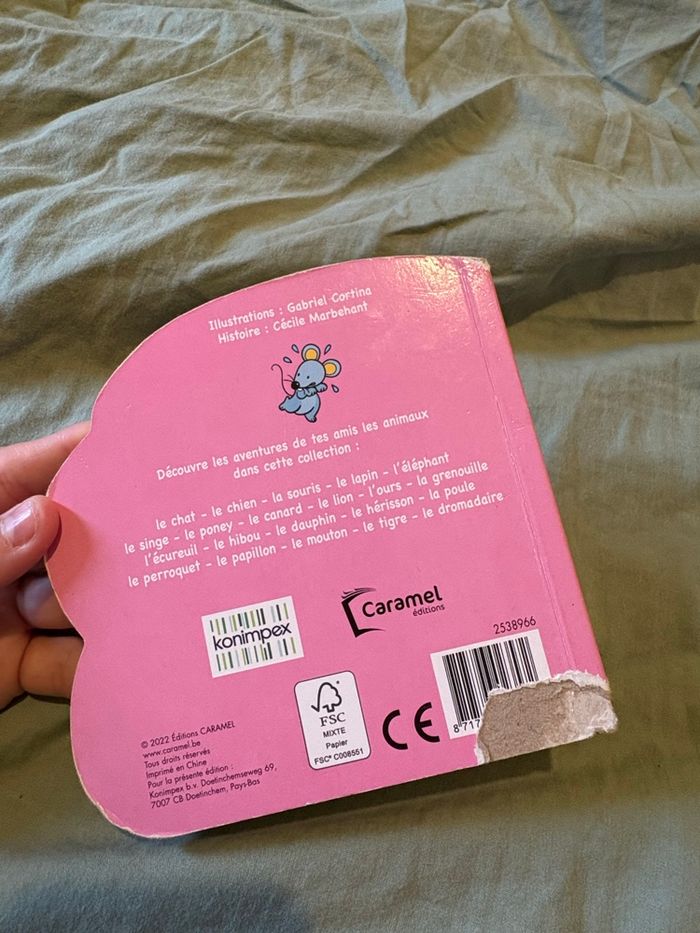 Illustrations : Gabriel Cortina
Histoire : Cécile Marbehant
Découvre les aventures de tes amis les animaux
dans cette collection :
le chat - le chien - la souris - le lapin - l'éléphant
le singe - le poney - le canard - le lion - l'ours - la grenouille
l'écureuil - le hibou - le dauphin - le hérisson - la poule
le perroquet - le papillon - le mouton - le tigre - le dromadaire
konimpex
Caramel
éditions
2538966
8 717
FSC
MIXTE
Papier
FSC® C008551
CE
© 2022 Éditions CARAMEL
www.caramel.be
Tous droits réservés
Imprimé en Chine
Pour la présente édition :
Konimpex b.v. Doetinchemseweg 69,
7007 CB Doetinchem, Pays-Bas